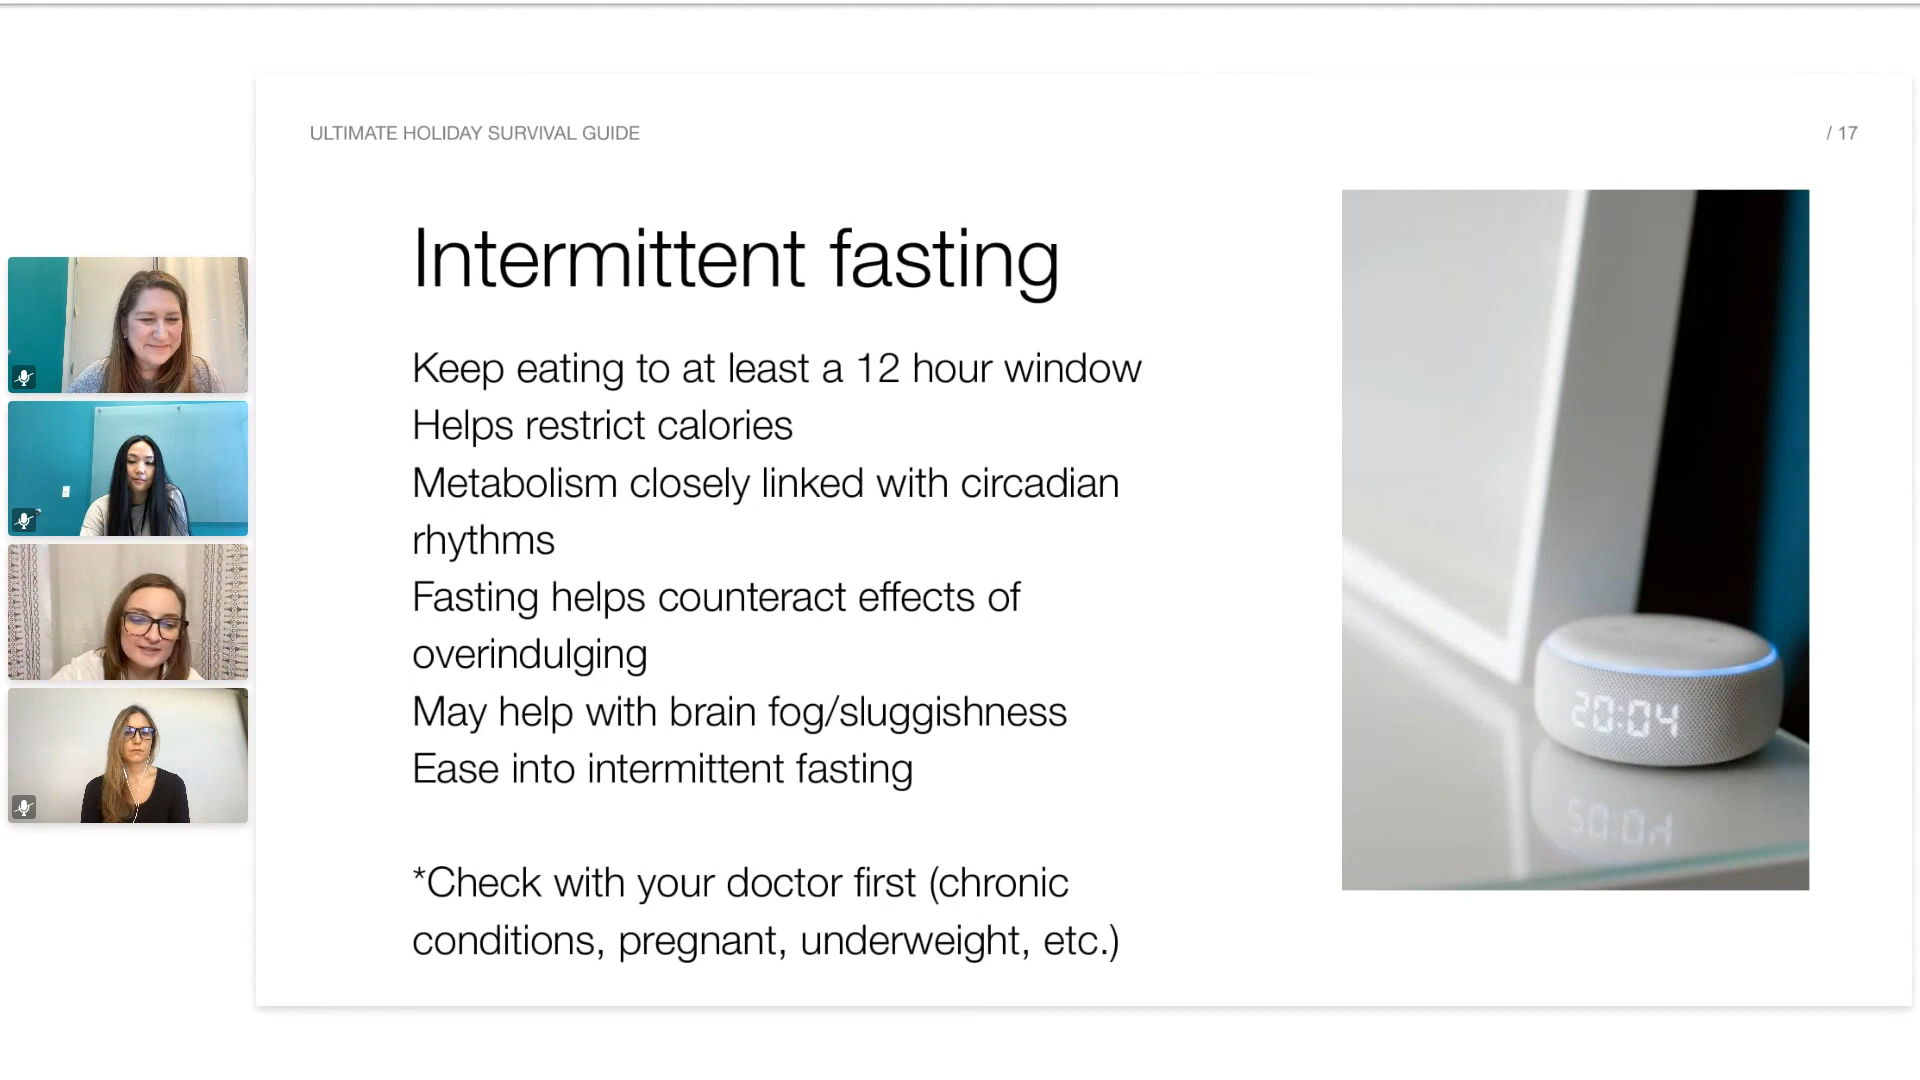 ULTIMATE HOLIDAY SURVIVAL GUIDE
/ 17
Intermittent fasting
Keep eating to at least a 12 hour window
Helps restrict calories
Metabolism closely linked with circadian
rhythms
Fasting helps counteract effects of
overindulging
May help with brain fog/sluggishness
Ease into intermittent fasting
*Check with your doctor first (chronic
conditions, pregnant, underweight, etc.)
20:04